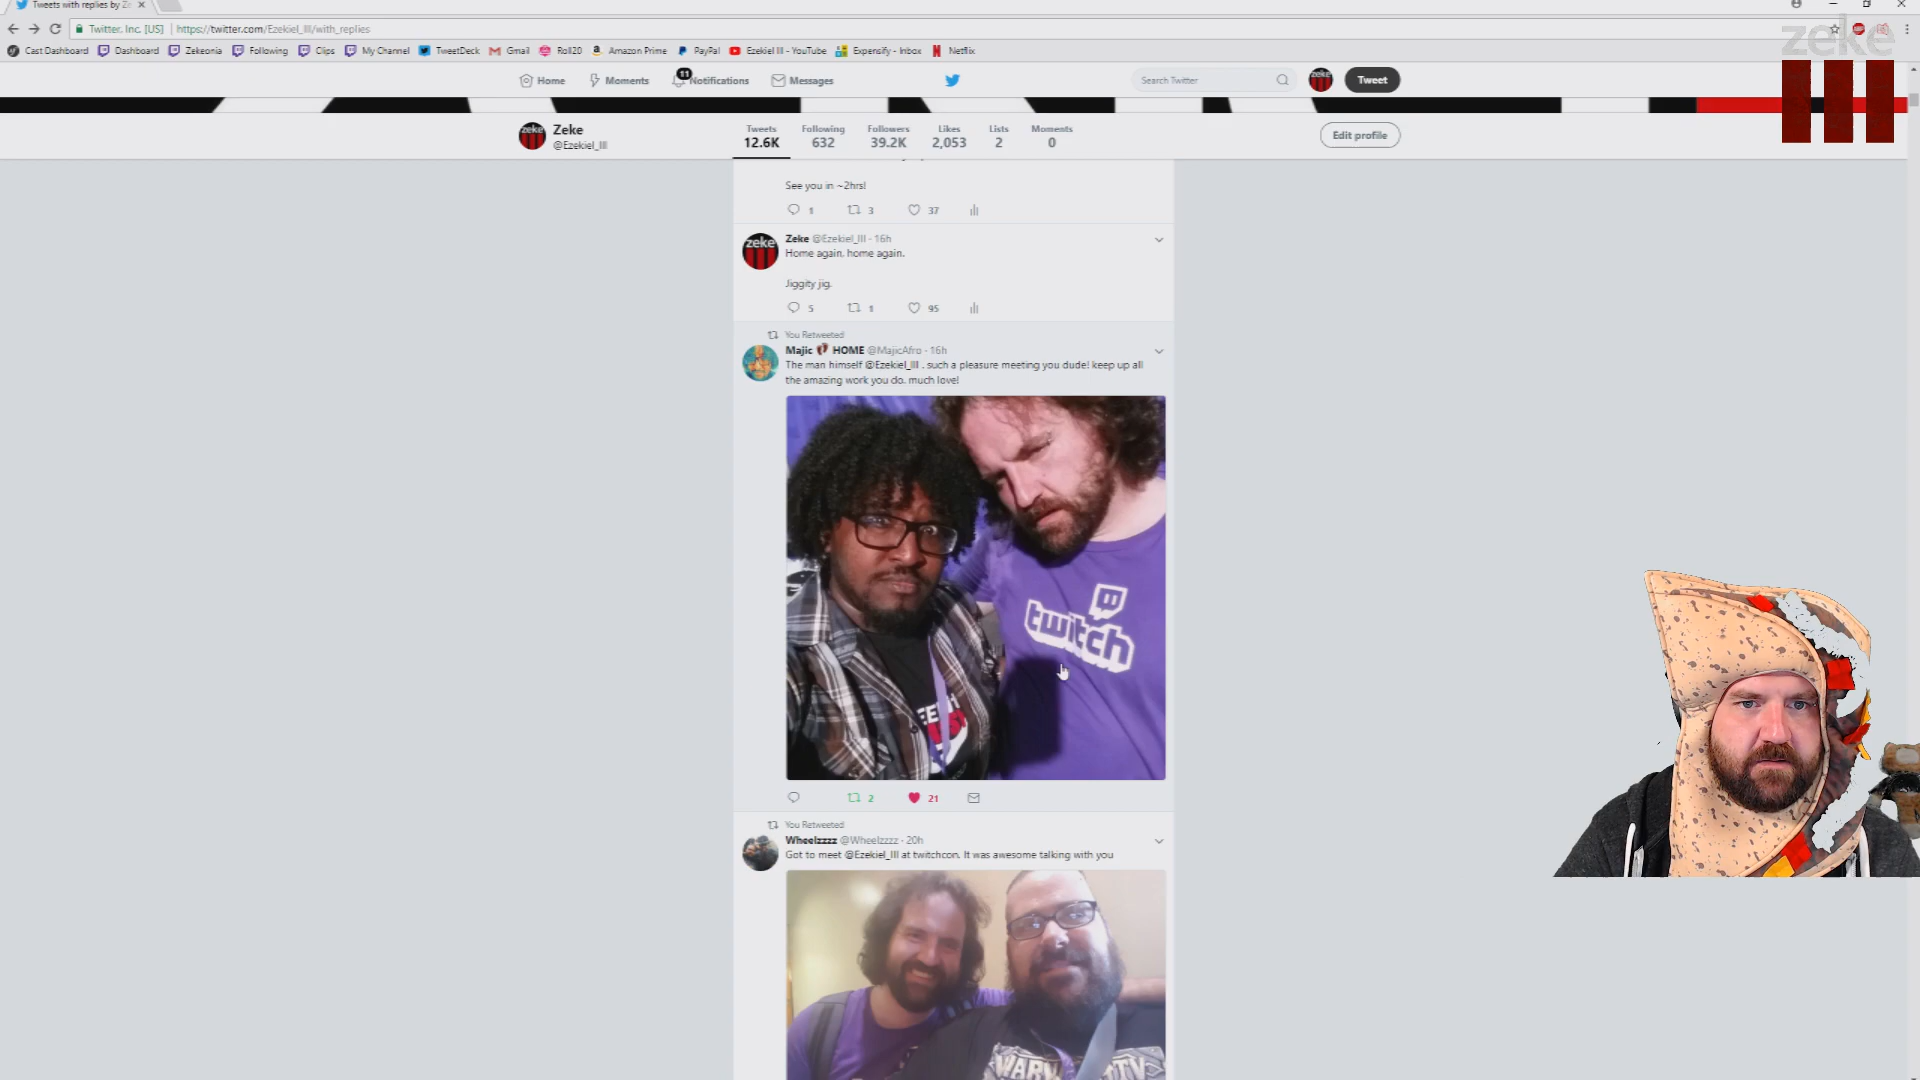 Tweets with replies by Ze
zeke
Twitter, Inc. [US]
https://twitter.com/Ezekiel_III/with_replies
Cast Dashboard
Dashboard
Zekeonia
Following
Clips
My Channel
TweetDeck
Gmail
Roll20
Amazon Prime
PayPal
Ezekiel III - YouTube
Expensify - Inbox
Netflix
Home
Moments
11
Notifications
Messages
Search Twitter
Tweet
Zeke
@Ezekiel_III
Tweets
12.6K
Following
632
Followers
39.2K
Likes
2,053
Lists
2
Moments
0
Edit profile
See you in ~2hrs!
1 3 37
Zeke @Ezekiel_III · 16h
Home again, home again.
Jiggity jig.
5 1 95
You Retweeted
Majic HOME @MajicAfro · 16h
The man himself @Ezekiel_III . such a pleasure meeting you dude! keep up all
the amazing work you do. much love!
twitch
2 21
You Retweeted
Wheelzzzz @Wheelzzzz · 20h
Got to meet @Ezekiel_III at twitchcon. It was awesome talking with you